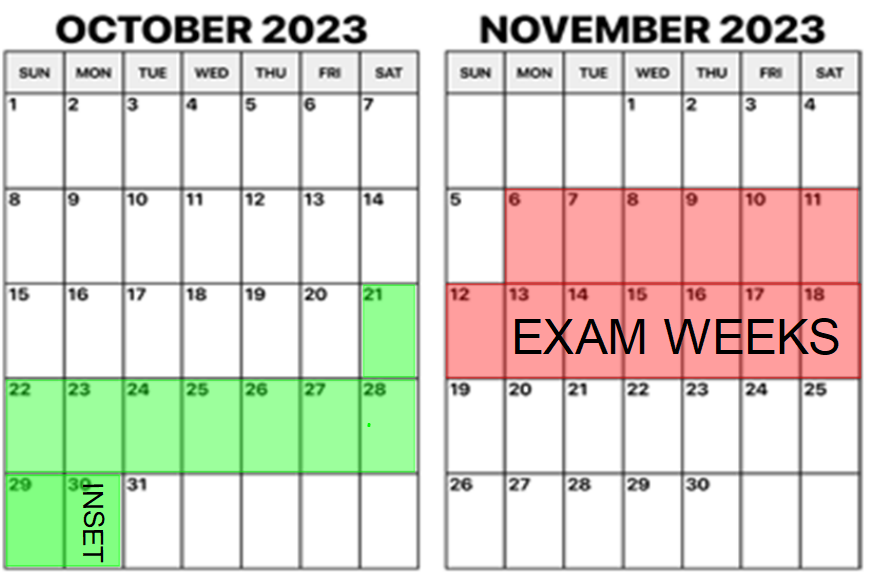 OCTOBER 2023
SUN MON TUE WED THU FRI SAT
1 2 3 4 5 6 7
8 9 10 11 12 13 14
15 16 17 18 19 20 21
22 23 24 25 26 27 28
29 30 31
INSET
NOVEMBER 2023
SUN MON TUE WED THU FRI SAT
1 2 3 4
5 6 7 8 9 10 11
12 13 14 15 16 17 18
EXAM WEEKS
19 20 21 22 23 24 25
26 27 28 29 30